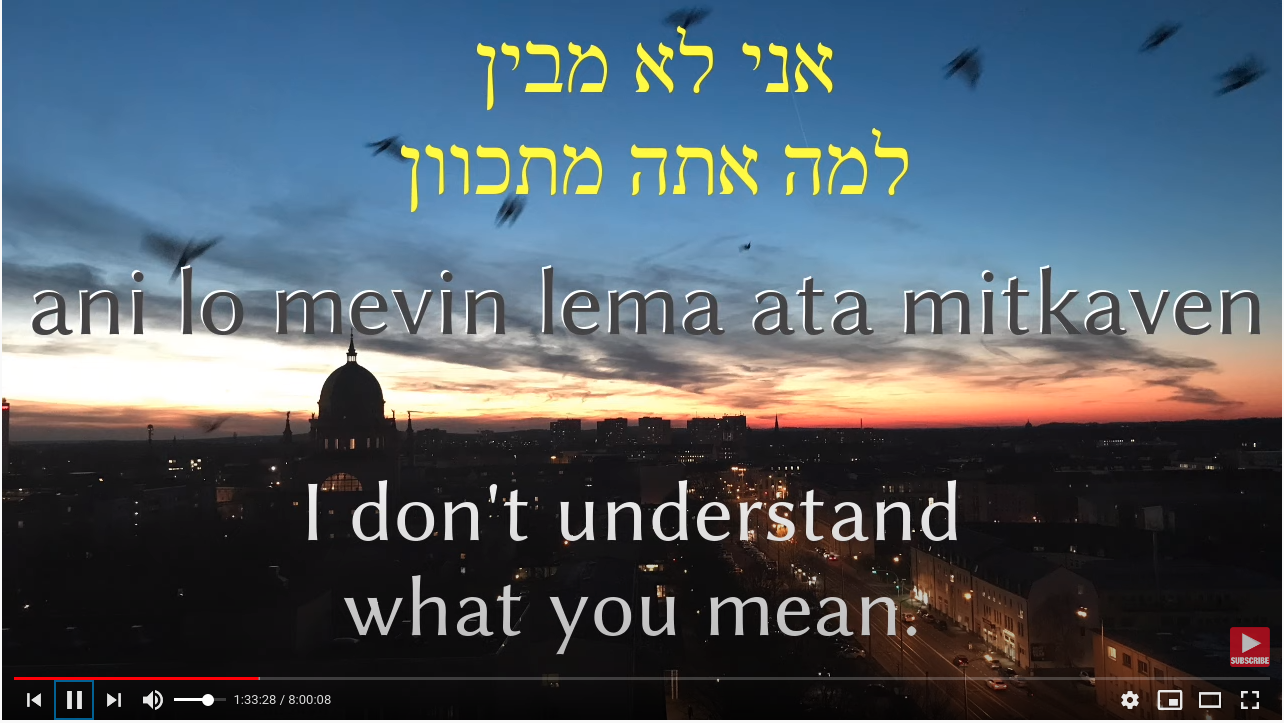 אני לא מבין
למה אתה מתכוון
ani lo mevin lema ata mitkaven
I don't understand
what you mean.
SUBSCRIBE
1:33:28 / 8:00:08